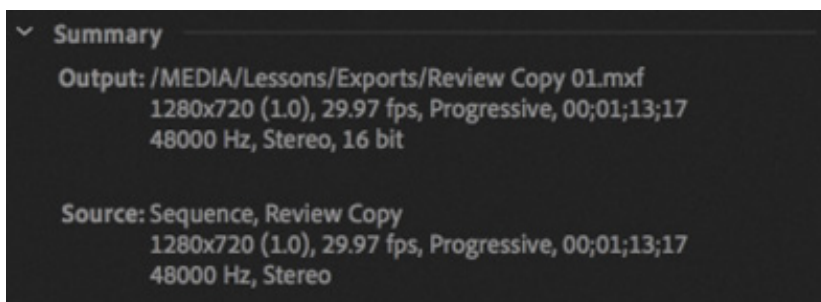 Summary
Output: /MEDIA/Lessons/Exports/Review Copy 01.mxf
1280x720 (1.0), 29.97 fps, Progressive, 00;01;13;17
48000 Hz, Stereo, 16 bit
Source: Sequence, Review Copy
1280x720 (1.0), 29.97 fps, Progressive, 00;01;13;17
48000 Hz, Stereo